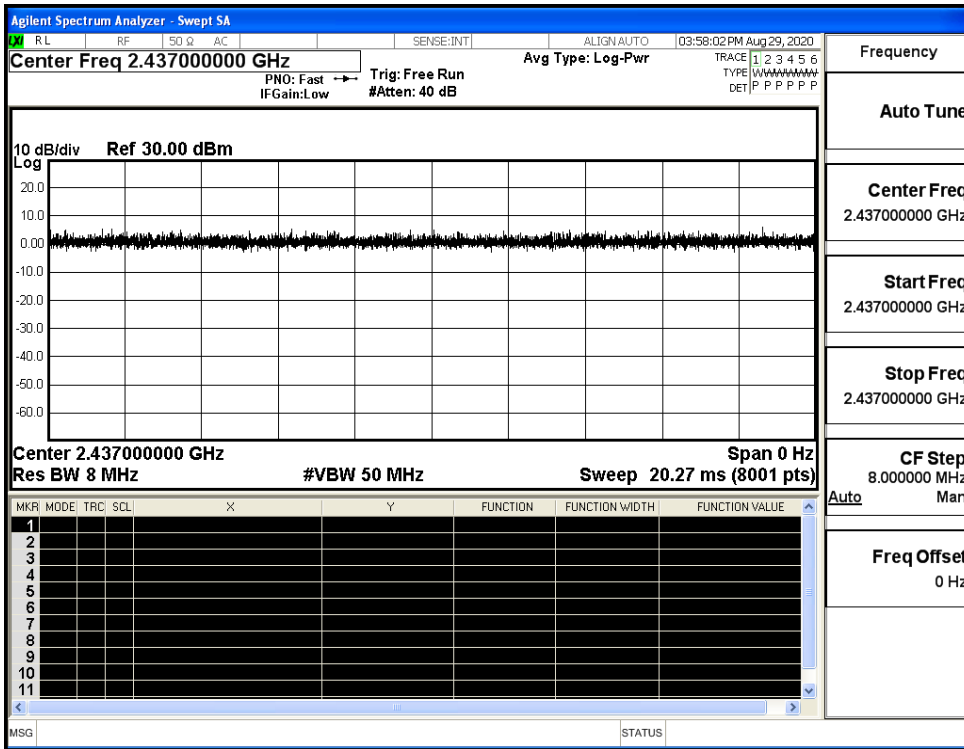 Agilent Spectrum Analyzer - Swept SA
LXI RL RF 50 Ω AC SENSE:INT ALIGN AUTO 03:58:02 PM Aug 29, 2020
Center Freq 2.437000000 GHz
PNO: Fast
IFGain:Low
Trig: Free Run
#Atten: 40 dB
Avg Type: Log-Pwr
TRACE 1 2 3 4 5 6
TYPE
DET P P P P P P
10 dB/div Ref 30.00 dBm
Log
20.0
10.0
0.00
-10.0
-20.0
-30.0
-40.0
-50.0
-60.0
Center 2.437000000 GHz Span 0 Hz
Res BW 8 MHz #VBW 50 MHz Sweep 20.27 ms (8001 pts)
MKR MODE TRC SCL X Y FUNCTION FUNCTION WIDTH FUNCTION VALUE
1
2
3
4
5
6
7
8
9
10
11
MSG STATUS
Frequency
Auto Tune
Center Freq
2.437000000 GHz
Start Freq
2.437000000 GHz
Stop Freq
2.437000000 GHz
CF Step
8.000000 MHz
Auto Man
Freq Offset
0 Hz